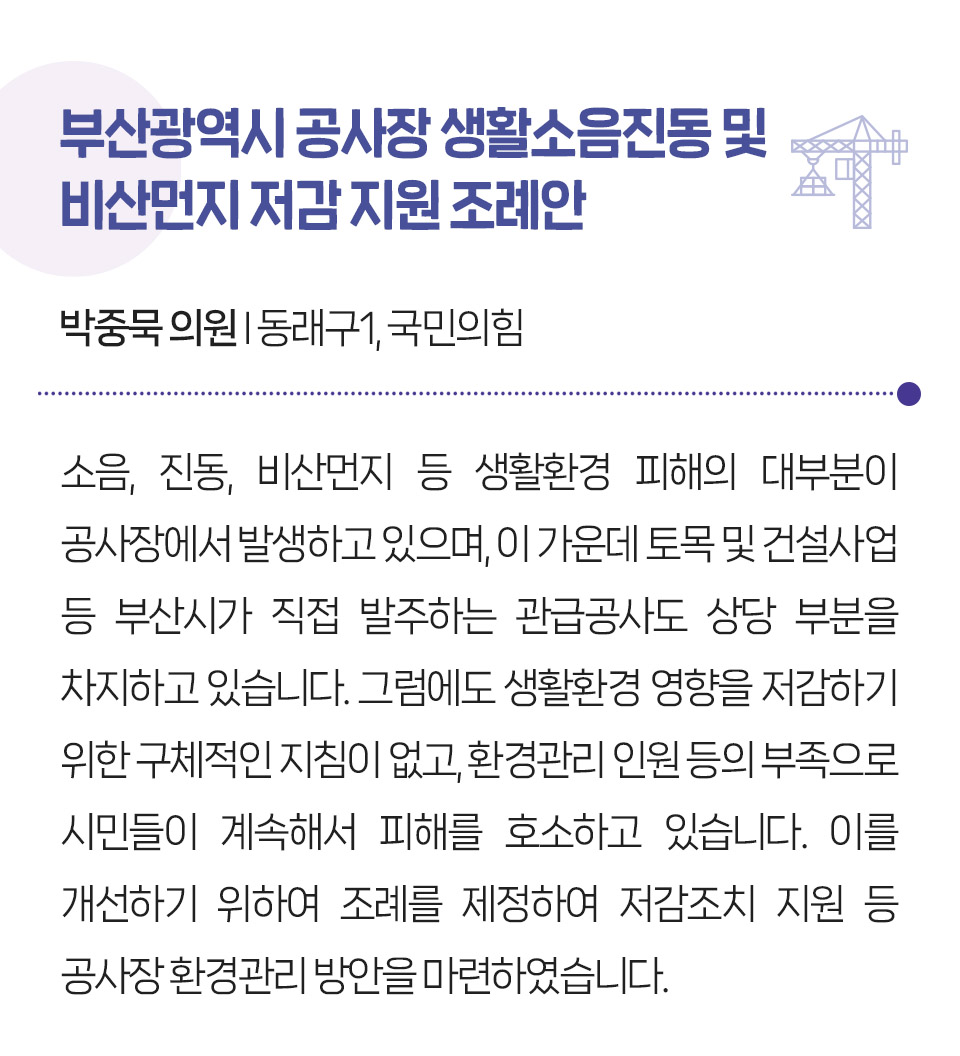 부산광역시 공사장 생활소음진동 및
비산먼지 저감 지원 조례안
박중묵 의원 | 동래구1, 국민의힘
소음, 진동, 비산먼지 등 생활환경 피해의 대부분이
공사장에서 발생하고 있으며, 이 가운데 토목 및 건설사업
등 부산시가 직접 발주하는 관급공사도 상당 부분을
차지하고 있습니다. 그럼에도 생활환경 영향을 저감하기
위한 구체적인 지침이 없고, 환경관리 인원 등의 부족으로
시민들이 계속해서 피해를 호소하고 있습니다. 이를
개선하기 위하여 조례를 제정하여 저감조치 지원 등
공사장 환경관리 방안을 마련하였습니다.